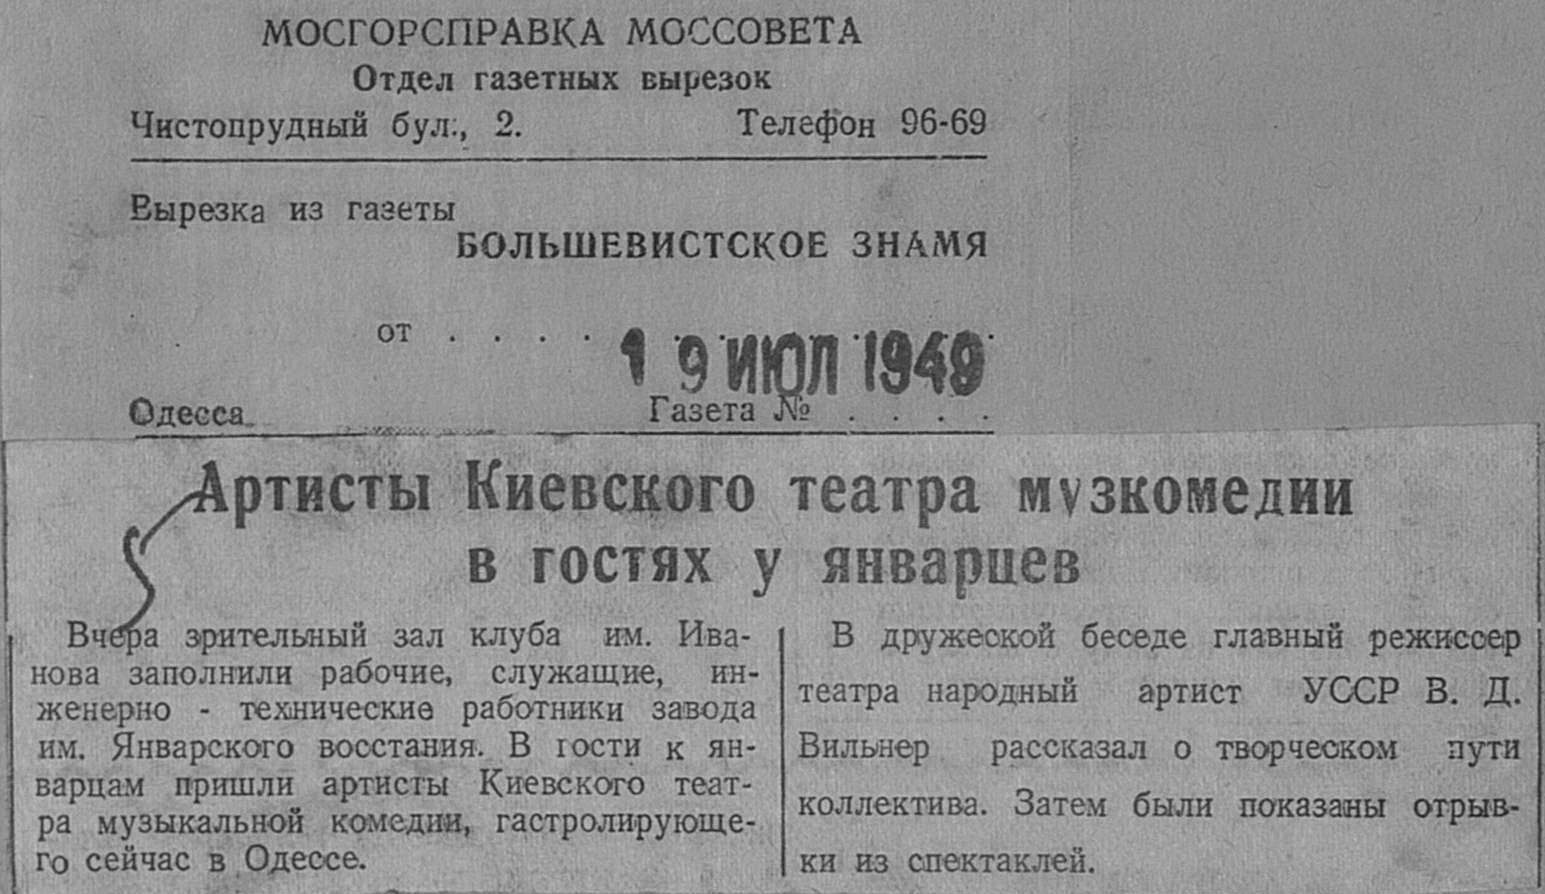 МОСГОРСПРАВКА МОССОВЕТА
Отдел газетных вырезок
Чистопрудный бул., 2. Телефон 96-69
Вырезка из газеты
БОЛЬШЕВИСТСКОЕ ЗНАМЯ
от . . . . 19 ИЮЛ 1949
Одесса Газета № . . . .
Артисты Киевского театра музкомедии
в гостях у январцев
Вчера зрительный зал клуба им. Ива-
нова заполнили рабочие, служащие, ин-
женерно - технические работники завода
им. Январского восстания. В гости к ян-
варцам пришли артисты Киевского теат-
ра музыкальной комедии, гастролирующе-
го сейчас в Одессе.
В дружеской беседе главный режиссер
театра народный артист УССР В. Д.
Вильнер рассказал о творческом пути
коллектива. Затем были показаны отрыв-
ки из спектаклей.